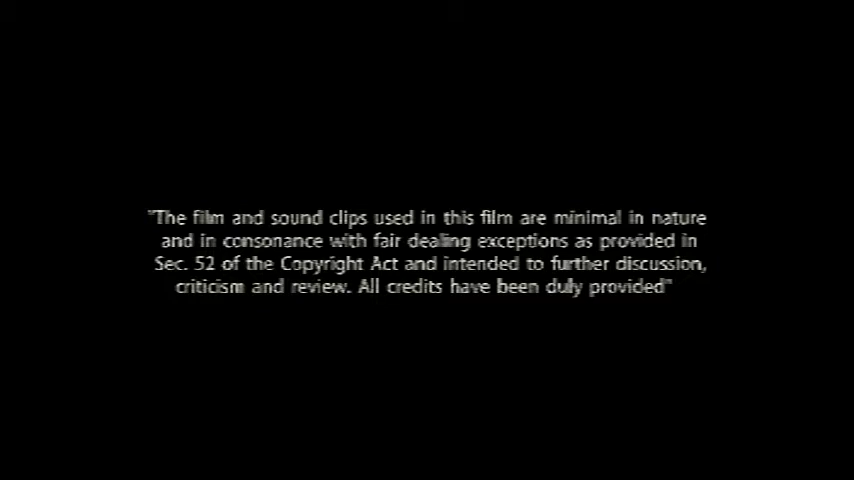 "The film and sound clips used in this film are minimal in nature
and in consonance with fair dealing exceptions as provided in
Sec. 52 of the Copyright Act and intended to further discussion,
criticism and review. All credits have been duly provided"